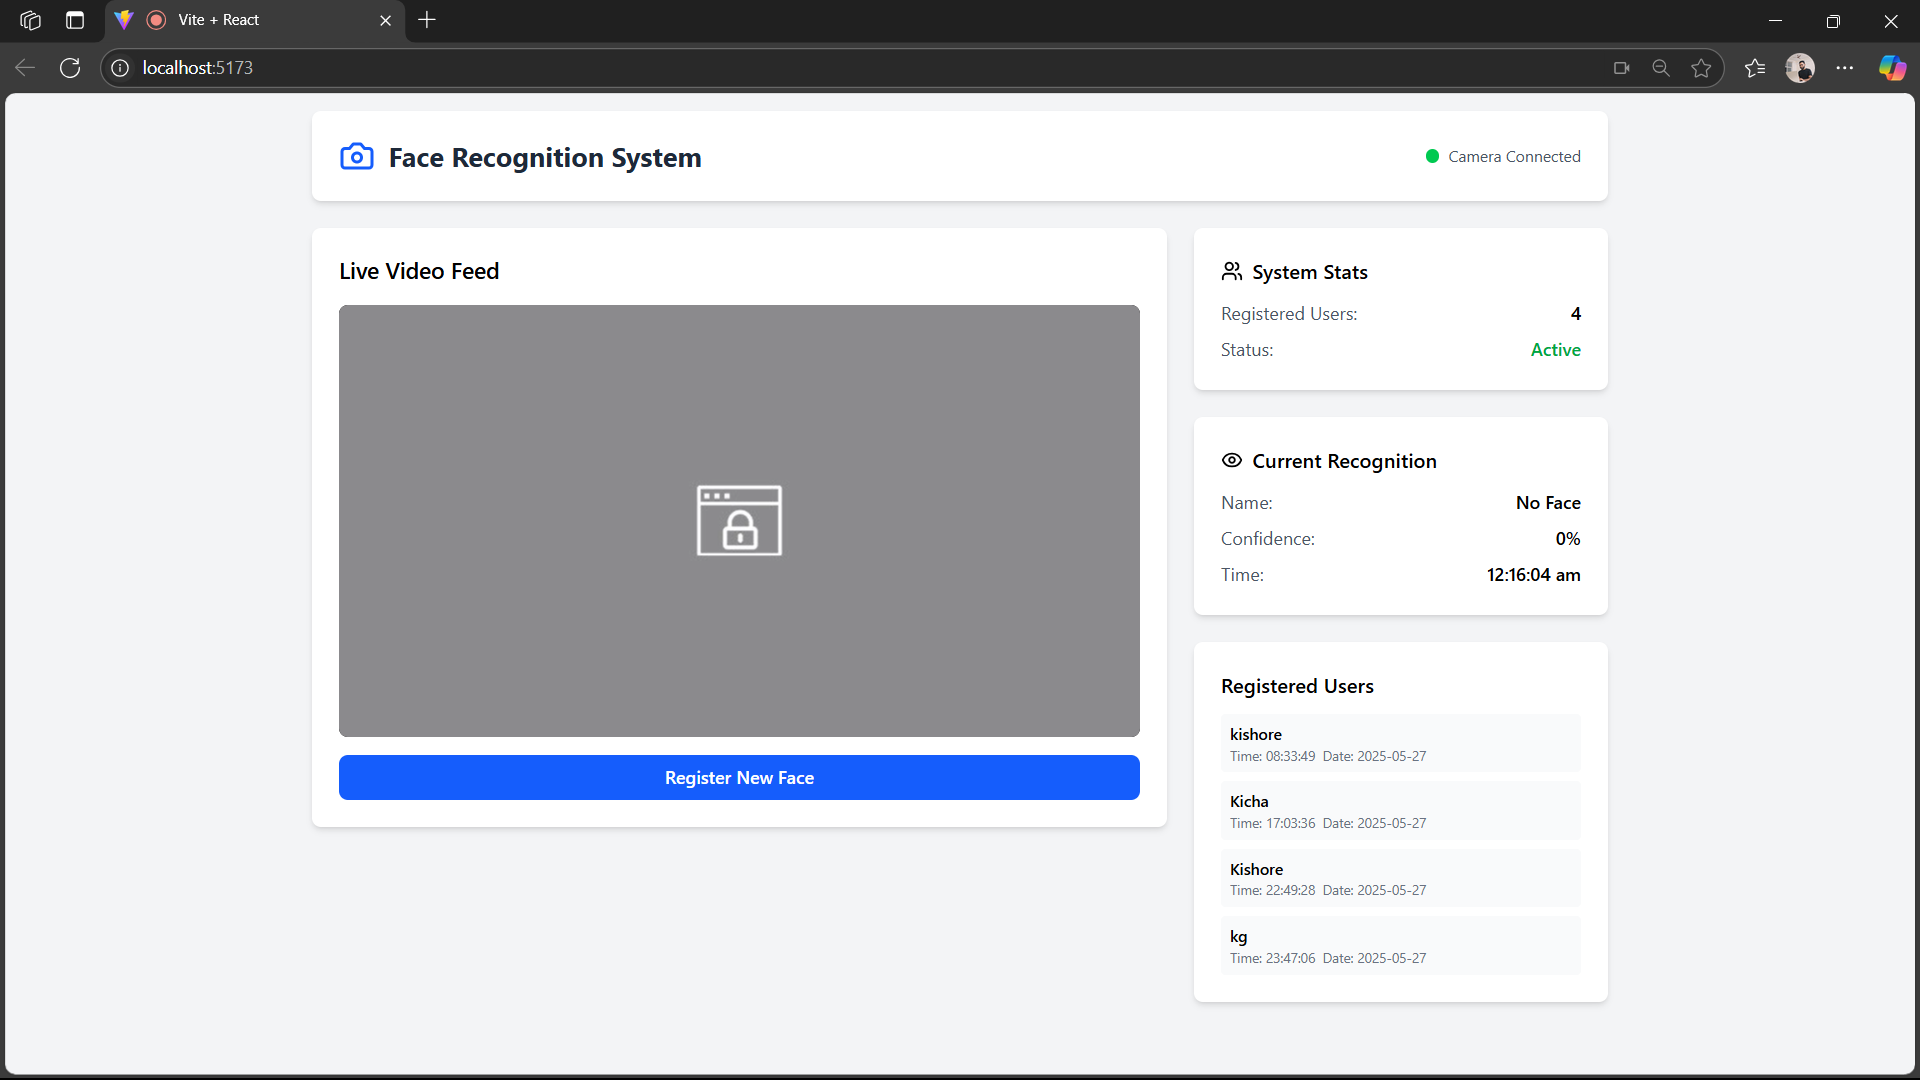 Vite + React
localhost:5173
Face Recognition System
Camera Connected
Live Video Feed
Register New Face
System Stats
Registered Users: 4
Status: Active
Current Recognition
Name: No Face
Confidence: 0%
Time: 12:16:04 am
Registered Users
kishore
Time: 08:33:49 Date: 2025-05-27
Kicha
Time: 17:03:36 Date: 2025-05-27
Kishore
Time: 22:49:28 Date: 2025-05-27
kg
Time: 23:47:06 Date: 2025-05-27